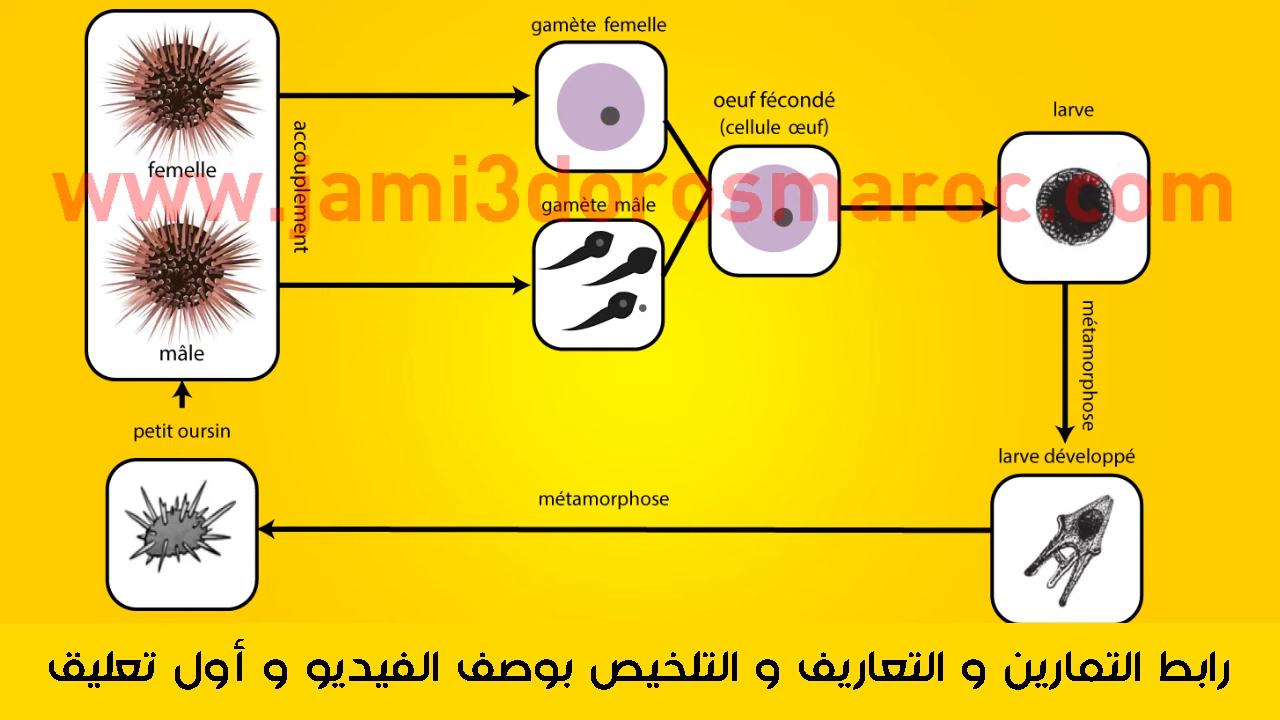 gamète femelle
oeuf fécondé
(cellule œuf)
larve
accouplement
femelle
www.jami3dorosmaroc.com
gamète mâle
mâle
métamorphose
petit oursin
larve développé
métamorphose
رابط التمارين و التعاريف و التلخيص بوصف الفيديو و أول تعليق